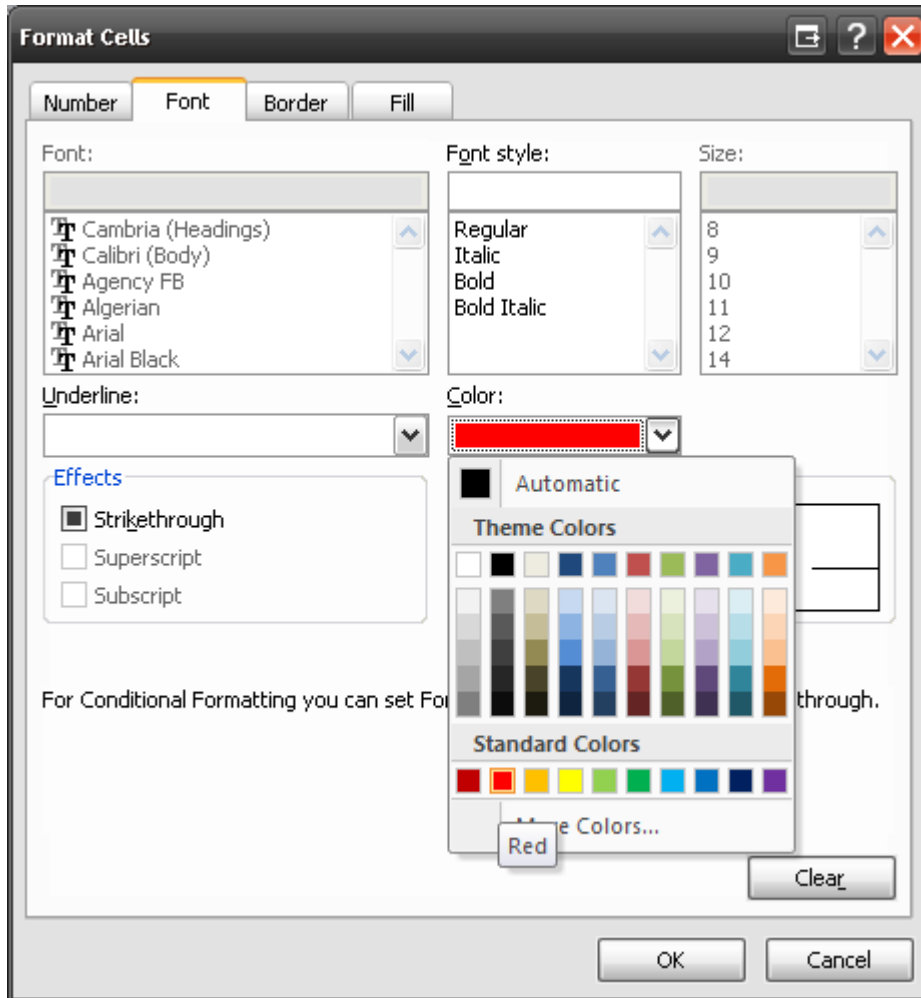 Format Cells
?
Number Font Border Fill
Font: Font style: Size:
Cambria (Headings) Regular 8
Calibri (Body) Italic 9
Agency FB Bold 10
Algerian Bold Italic 11
Arial 12
Arial Black 14
Underline: Color:
Effects Automatic
Strikethrough Theme Colors
Superscript
Subscript
For Conditional Formatting you can set Fo through.
Standard Colors
More Colors...
Red
Clear
OK Cancel